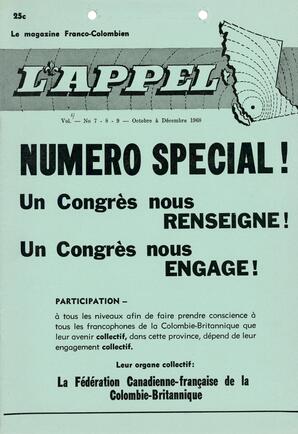 25c
Le magazine Franco-Colombien
L'APPEL
Vol. — No 7 - 8 - 9 — Octobre à Décembre 1968
NUMERO SPECIAL !
Un Congrès nous
RENSEIGNE !
Un Congrès nous
ENGAGE !
PARTICIPATION —
à tous les niveaux afin de faire prendre conscience à
tous les francophones de la Colombie-Britannique que
leur avenir collectif, dans cette province, dépend de leur
engagement collectif.
Leur organe collectif:
La Fédération Canadienne-française de la
Colombie-Britannique